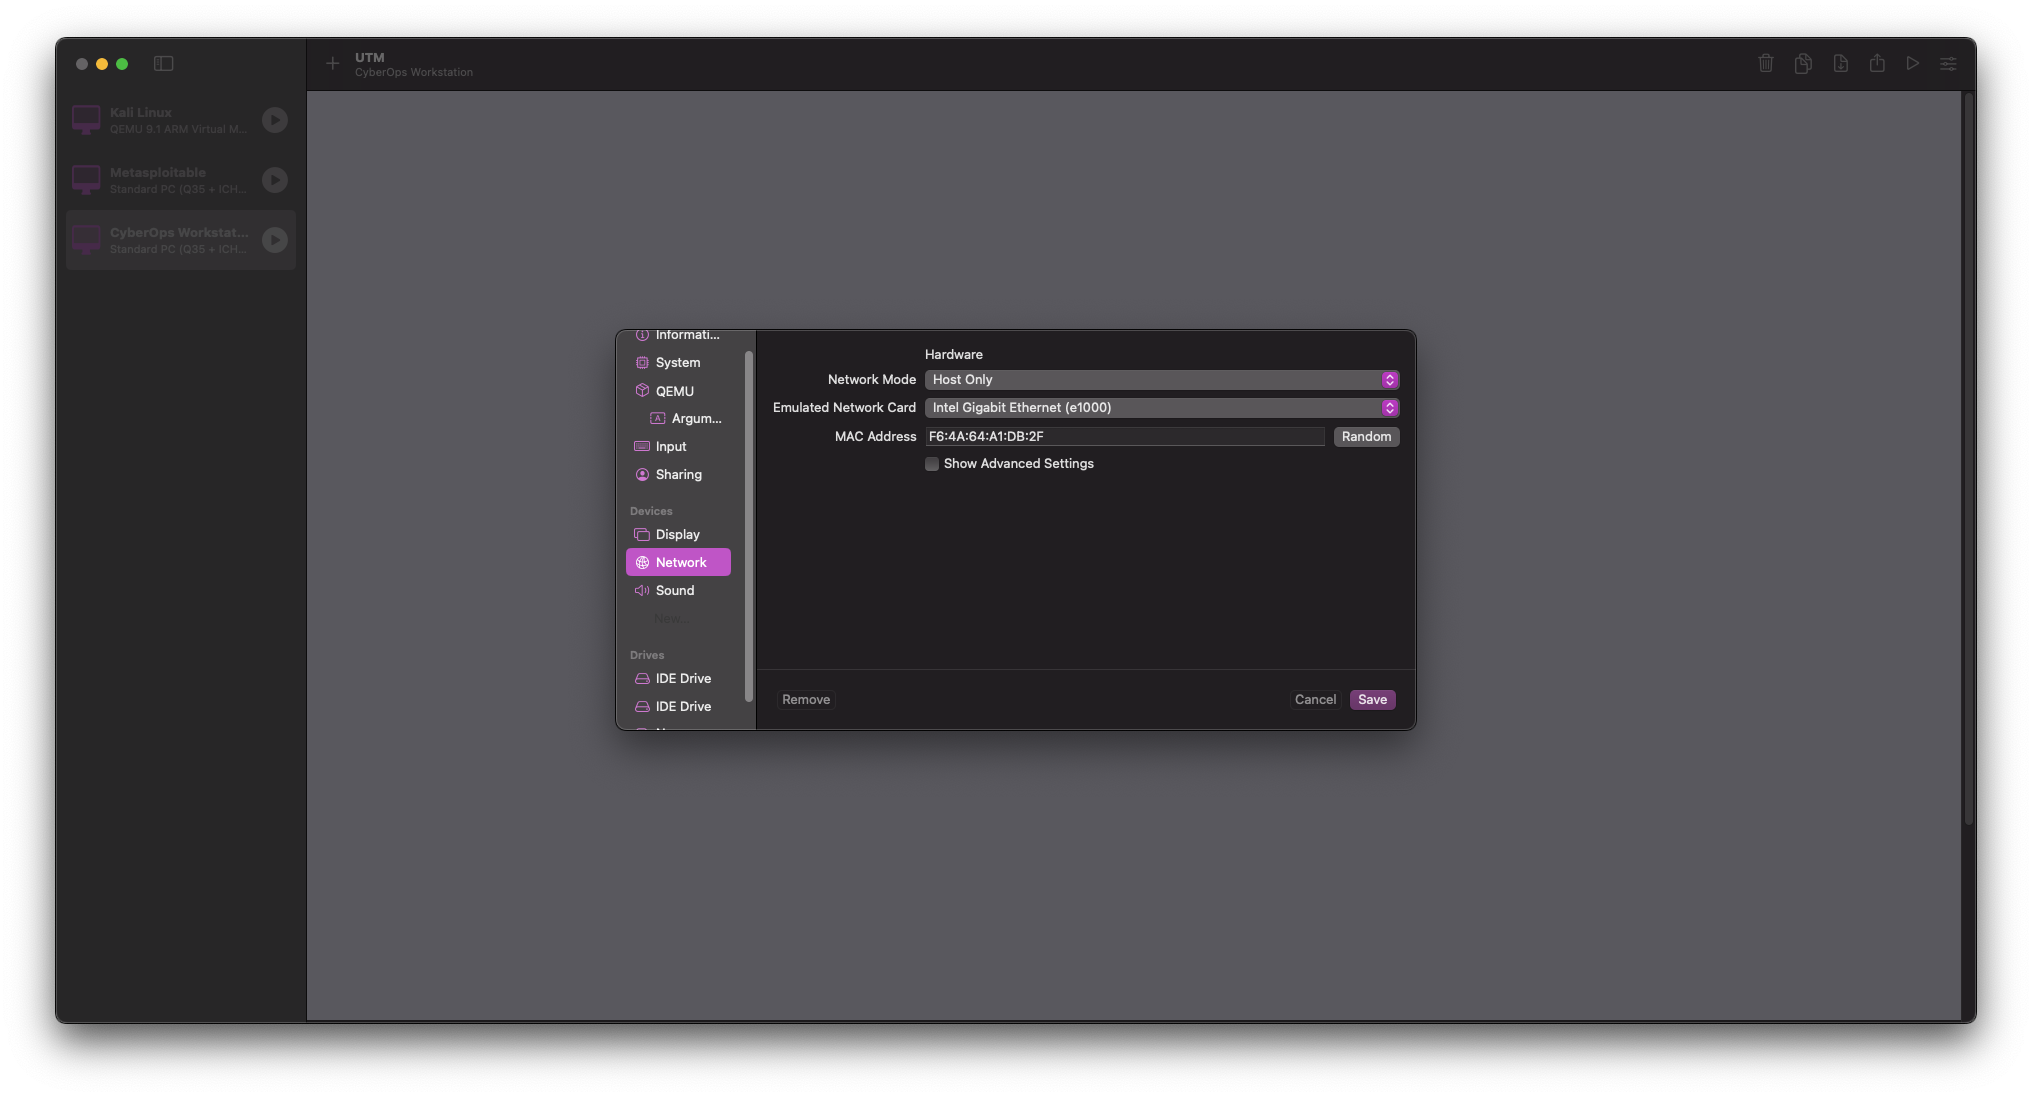 UTM
CyberOps Workstation
Kali Linux
QEMU 9.1 ARM Virtual M...
Metasploitable
Standard PC (Q35 + ICH...
CyberOps Workstat...
Standard PC (Q35 + ICH...
Informati...
System
QEMU
Argum...
Input
Sharing
Devices
Display
Network
Sound
New...
Drives
IDE Drive
IDE Drive
Hardware
Network Mode Host Only
Emulated Network Card Intel Gigabit Ethernet (e1000)
MAC Address F6:4A:64:A1:DB:2F Random
Show Advanced Settings
Remove Cancel Save